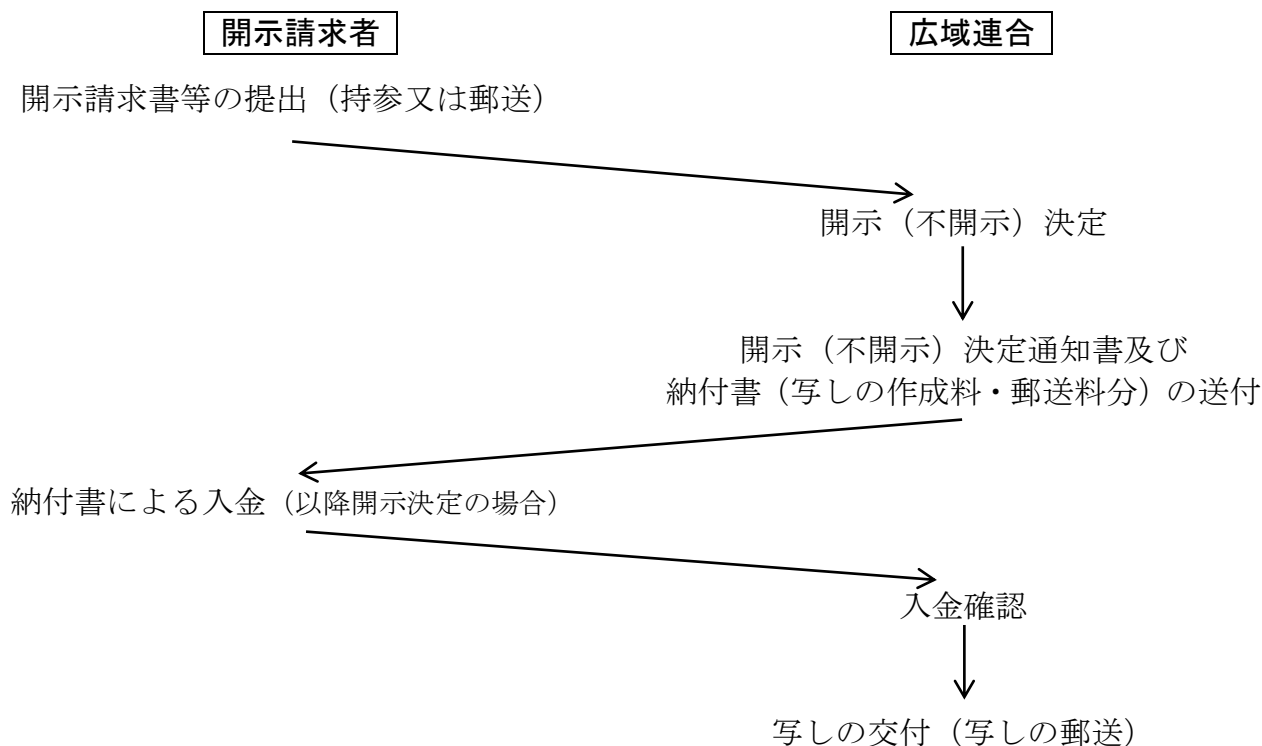 開示請求者
広域連合
開示請求書等の提出（持参又は郵送）
開示（不開示）決定
開示（不開示）決定通知書及び
納付書（写しの作成料・郵送料分）の送付
納付書による入金（以降開示決定の場合）
入金確認
写しの交付（写しの郵送）